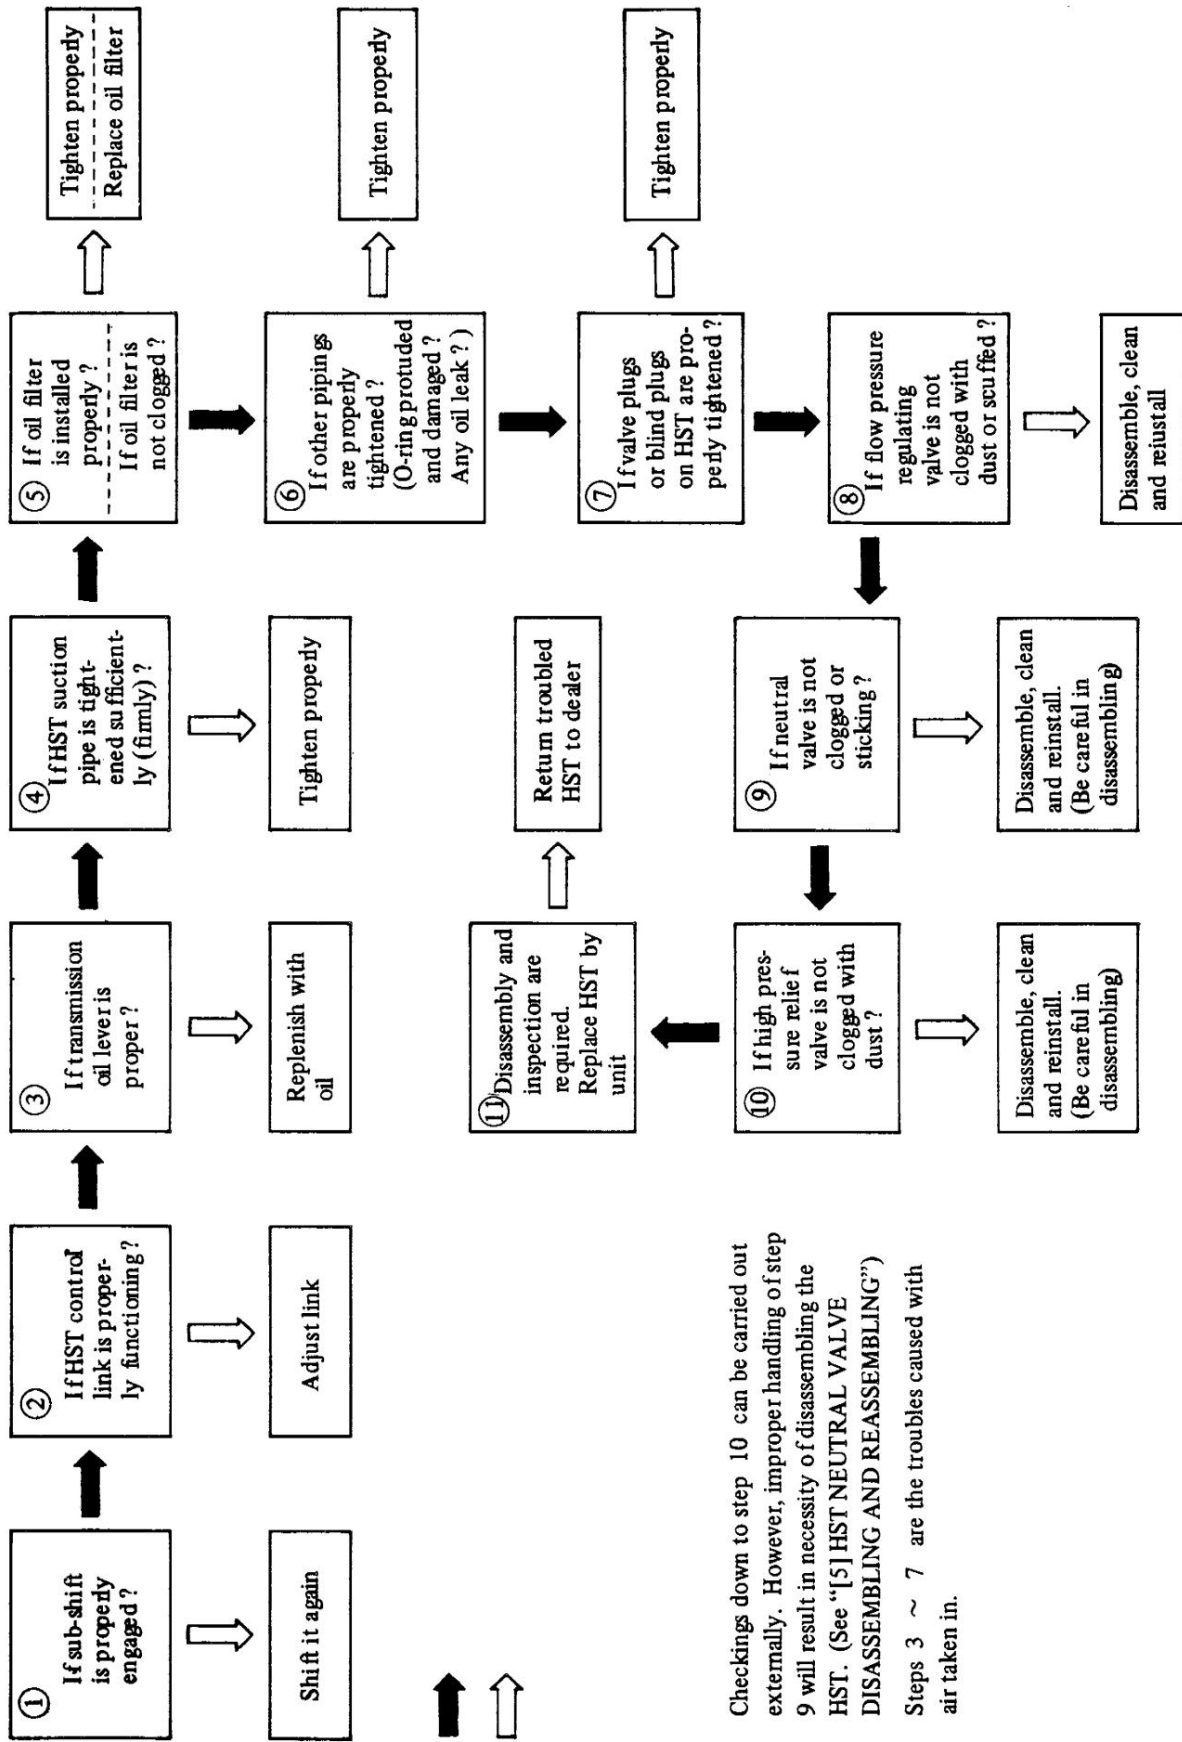 ①
If sub-shift
is properly
engaged?
Shift it again
②
If HST control
link is proper-
ly functioning?
Adjust link
③
If transmission
oil lever is
proper?
Replenish with
oil
④
If HST suction
pipe is tight-
ened sufficient-
ly (firmly)?
Tighten properly
⑤
If oil filter
is installed
properly?
If oil filter is
not clogged?
Tighten properly
Replace oil filter
⑥
If other pipings
are properly
tightened?
(O-ring protuded
and damaged?
Any oil leak?)
Tighten properly
⑦
If valve plugs
or blind plugs
on HST are pro-
perly tightened?
Tighten properly
⑧
If flow pressure
regulating
valve is not
clogged with
dust or scuffed?
Disassemble, clean
and reiustall
⑨
If neutral
valve is not
clogged or
sticking?
Disassemble, clean
and reinstall.
(Be careful in
disassembling)
⑩
If high pres-
sure relief
valve is not
clogged with
dust?
Disassemble, clean
and reinstall.
(Be careful in
disassembling)
⑪
Disassembly and
inspection are
required.
Replace HST by
unit
Return troubled
HST to dealer
Checkings down to step 10 can be carried out
externally. However, improper handling of step
9 will result in necessity of disassembling the
HST. (See “[5] HST NEUTRAL VALVE
DISASSEMBLING AND REASSEMBLING”)
Steps 3 ~ 7 are the troubles caused with
air taken in.